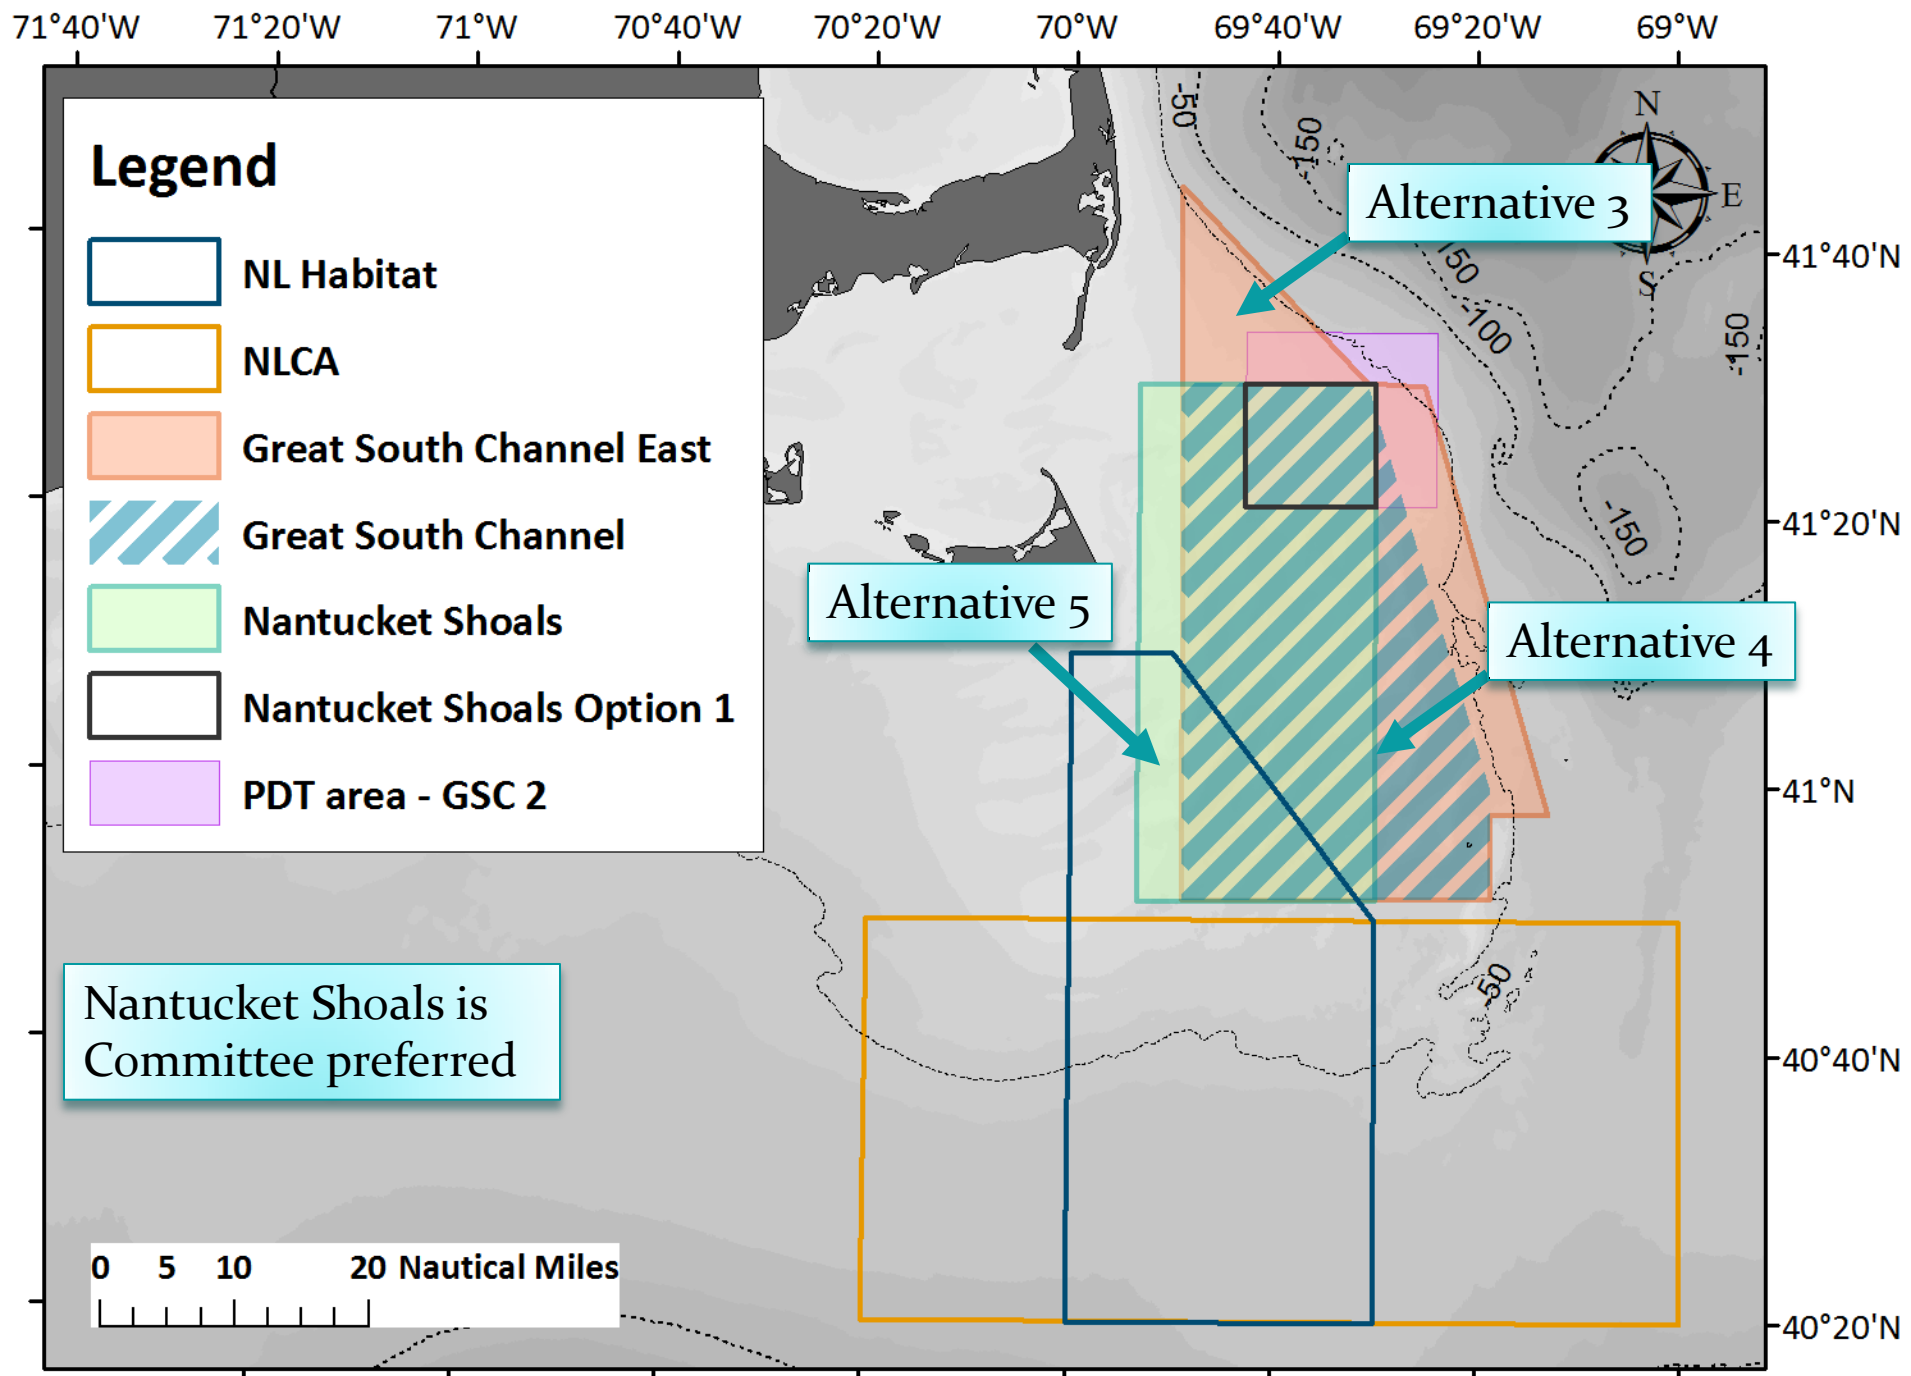 71°40'W 71°20'W 71°W 70°40'W 70°20'W 70°W 69°40'W 69°20'W 69°W
Legend
NL Habitat
NLCA
Great South Channel East
Great South Channel
Nantucket Shoals
Nantucket Shoals Option 1
PDT area - GSC 2
-50
-150
N
E
S
Alternative 3
150
-100
-150
41°40'N
-150
41°20'N
Alternative 5
Alternative 4
41°N
-50
Nantucket Shoals is
Committee preferred
40°40'N
0 5 10 20 Nautical Miles
40°20'N